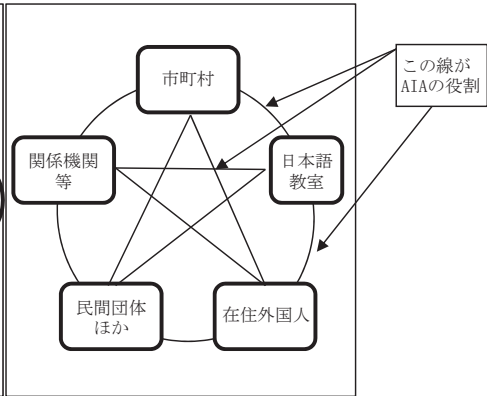 市町村
この線が
AIAの役割
関係機関
等
日本語
教室
民間団体
ほか
在住外国人